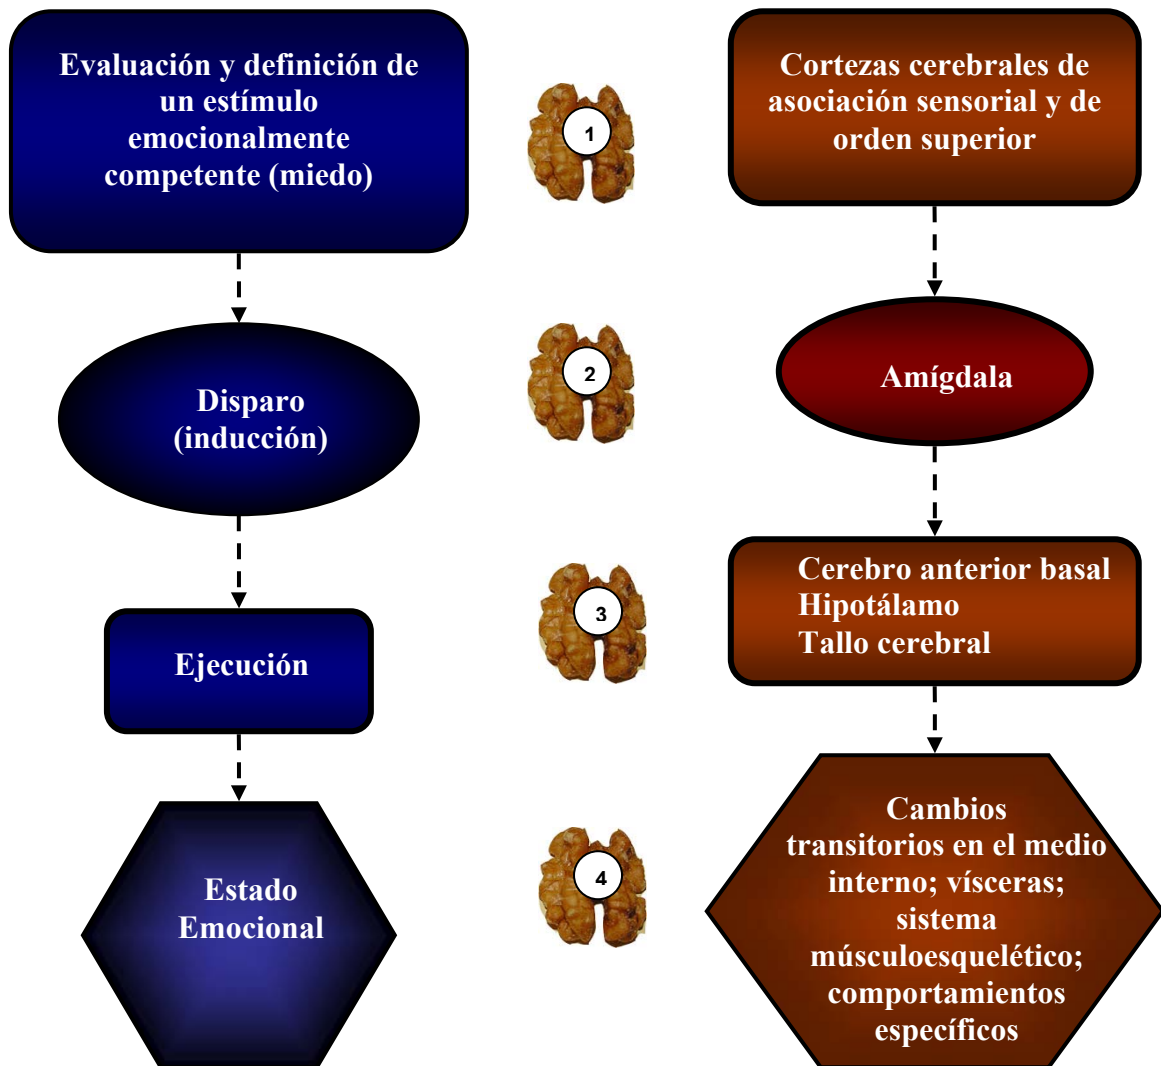 Evaluación y definición de
un estímulo
emocionalmente
competente (miedo)
1
Cortezas cerebrales de
asociación sensorial y de
orden superior
Disparo
(inducción)
2
Amígdala
Ejecución
3
Cerebro anterior basal
Hipotálamo
Tallo cerebral
Estado
Emocional
4
Cambios
transitorios en el medio
interno; vísceras;
sistema
músculoesquelético;
comportamientos
específicos